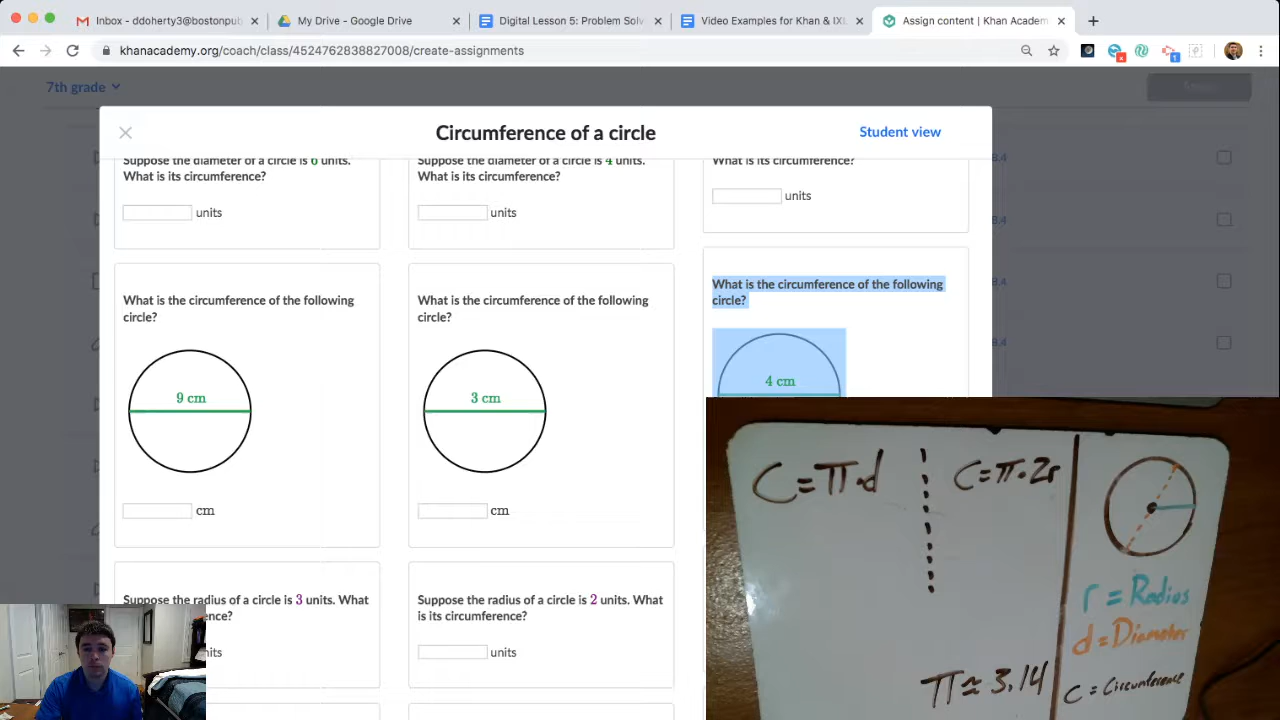 Inbox - ddoherty3@bostonpub
My Drive - Google Drive
Digital Lesson 5: Problem Solv
Video Examples for Khan & IXL
Assign content | Khan Academ
khanacademy.org/coach/class/4524762838827008/create-assignments
7th grade
Circumference of a circle
Student view
Suppose the diameter of a circle is 6 units.
What is its circumference?
units
Suppose the diameter of a circle is 4 units.
What is its circumference?
units
What is its circumference?
units
What is the circumference of the following
circle?
9 cm
cm
What is the circumference of the following
circle?
3 cm
cm
What is the circumference of the following
circle?
4 cm
Suppose the radius of a circle is 3 units. What
Suppose the radius of a circle is 2 units. What
is its circumference?
units
C=π·d
C=π·2r
π≈3.14
r = Radius
d = Diameter
C = Circumference